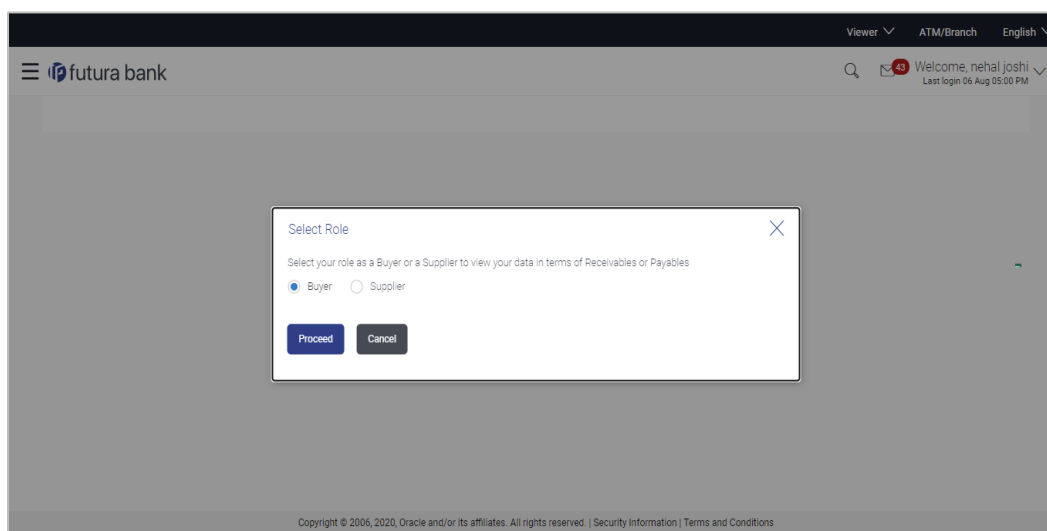 Viewer ATM/Branch English
futura bank 43 Welcome, nehal joshi
Last login 06 Aug 05:00 PM
Select Role
Select your role as a Buyer or a Supplier to view your data in terms of Receivables or Payables
Buyer Supplier
Proceed Cancel
Copyright © 2006, 2020, Oracle and/or its affiliates. All rights reserved. | Security Information | Terms and Conditions